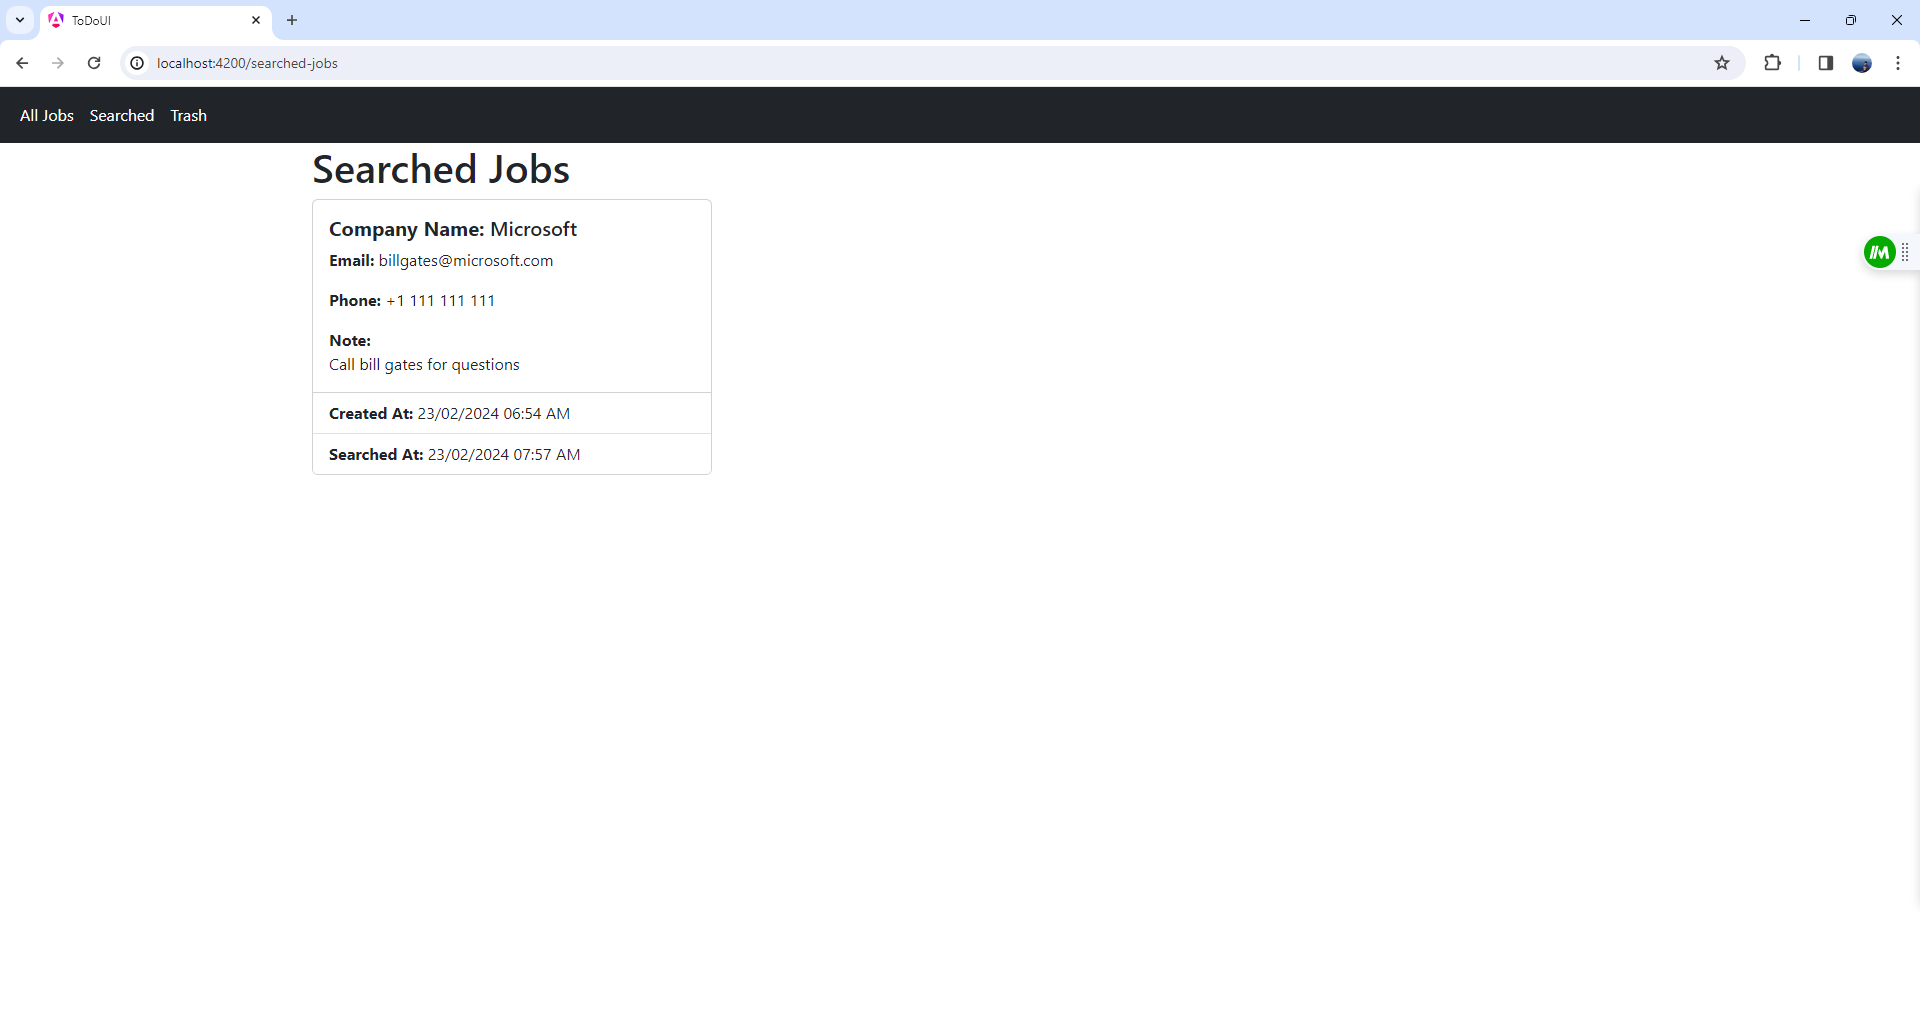 ToDoUI
localhost:4200/searched-jobs
All Jobs Searched Trash
Searched Jobs
Company Name: Microsoft
Email: billgates@microsoft.com
Phone: +1 111 111 111
Note:
Call bill gates for questions
Created At: 23/02/2024 06:54 AM
Searched At: 23/02/2024 07:57 AM